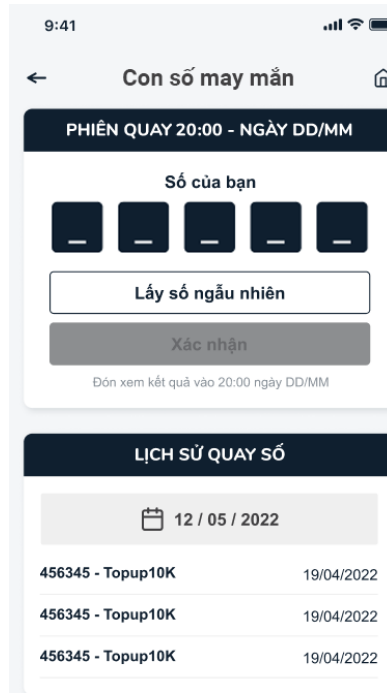 9:41
Con số may mắn
PHIÊN QUAY 20:00 - NGÀY DD/MM
Số của bạn
_ _ _ _ _
Lấy số ngẫu nhiên
Xác nhận
Đón xem kết quả vào 20:00 ngày DD/MM
LỊCH SỬ QUAY SỐ
12 / 05 / 2022
456345 - Topup10K 19/04/2022
456345 - Topup10K 19/04/2022
456345 - Topup10K 19/04/2022